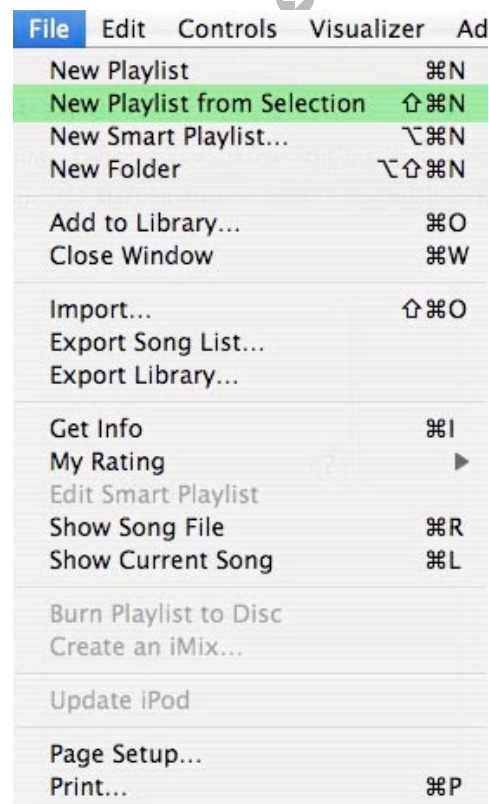 File Edit Controls Visualizer Ad
New Playlist ⌘N
New Playlist from Selection ⇧⌘N
New Smart Playlist... ⌥⌘N
New Folder ⌥⇧⌘N
Add to Library... ⌘O
Close Window ⌘W
Import... ⇧⌘O
Export Song List...
Export Library...
Get Info ⌘I
My Rating ▶
Edit Smart Playlist
Show Song File ⌘R
Show Current Song ⌘L
Burn Playlist to Disc
Create an iMix...
Update iPod
Page Setup...
Print... ⌘P